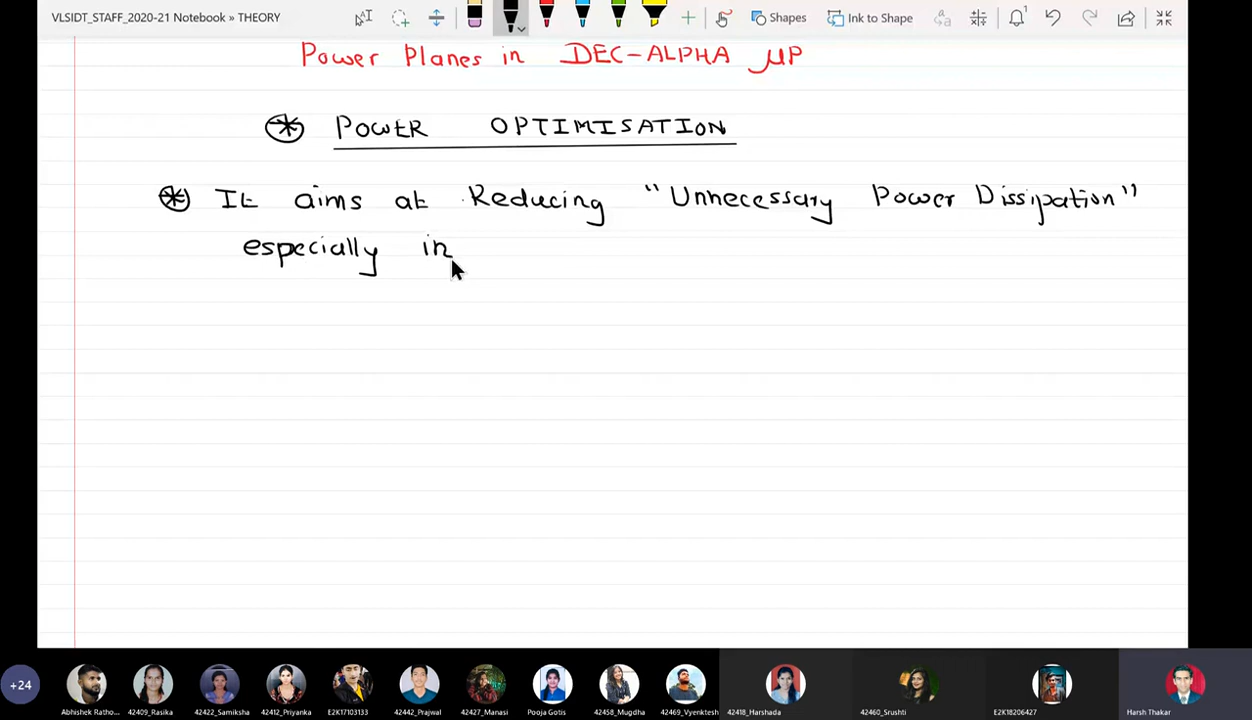 VLSIDT_STAFF_2020-21 Notebook » THEORY
Shapes
Ink to Shape
Power Planes in DEC-ALPHA μP
POWER OPTIMISATION
It aims at Reducing "Unnecessary Power Dissipation"
especially in
+24
Abhishek Ratho...
42409_Rasika
42422_Samiksha
42412_Priyanka
E2K17103133
42442_Prajwal
42427_Manasi
Pooja Gotis
42458_Mugdha
42469_Vyenktesh
42418_Harshada
42460_Srushti
E2K18206427
Harsh Thakar